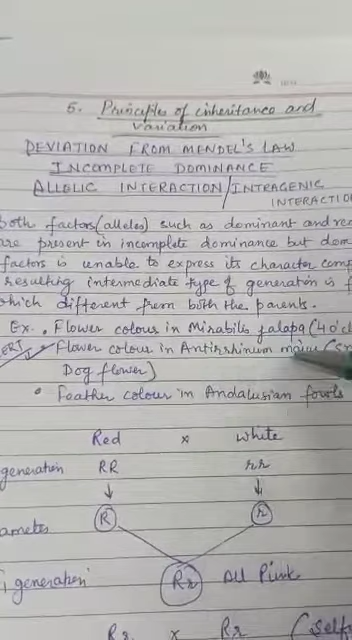 5. Principles of inheritance and
variation
DEVIATION FROM MENDEL'S LAW
INCOMPLETE DOMINANCE
ALLELIC INTERACTION/INTRAGENIC
INTERACTION
both factors (alleles) such as dominant and
are present in incomplete dominance but
factors is unable to express its character
resulting intermediate type of generation is
which different from both the parents.
Ex. • Flower colour in Mirabilis jalapa (4 O'cl
Flower colour in Antirrhinum majus
Dog flower)
• Feather colour in Andalusian fowls
Red x white
generation RR rr
R r
ametes
generation Rr All Pink
Rr x Rr (self